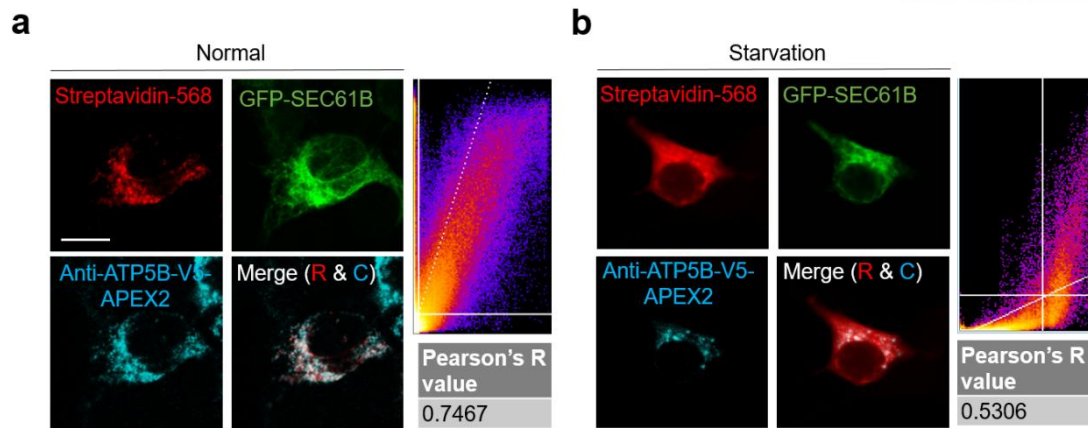 a
Normal
Streptavidin-568
GFP-SEC61B
Anti-ATP5B-V5-
APEX2
Merge (R & C)
Pearson's R
value
0.7467
b
Starvation
Streptavidin-568
GFP-SEC61B
Anti-ATP5B-V5-
APEX2
Merge (R & C)
Pearson's R
value
0.5306